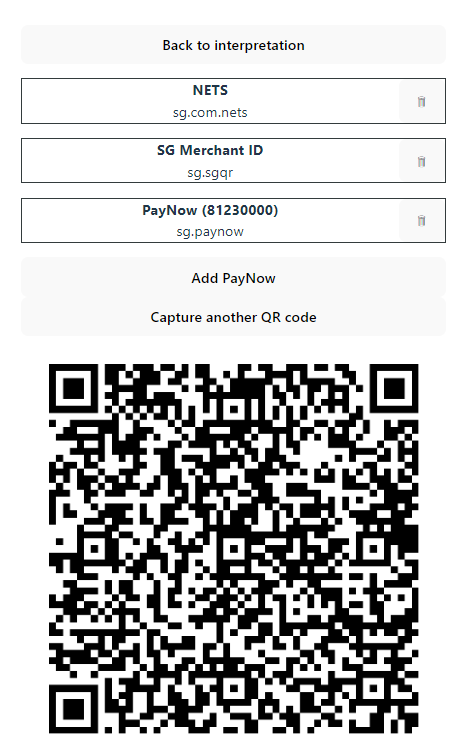 Back to interpretation
NETS
sg.com.nets
SG Merchant ID
sg.sgqr
PayNow (81230000)
sg.paynow
Add PayNow
Capture another QR code